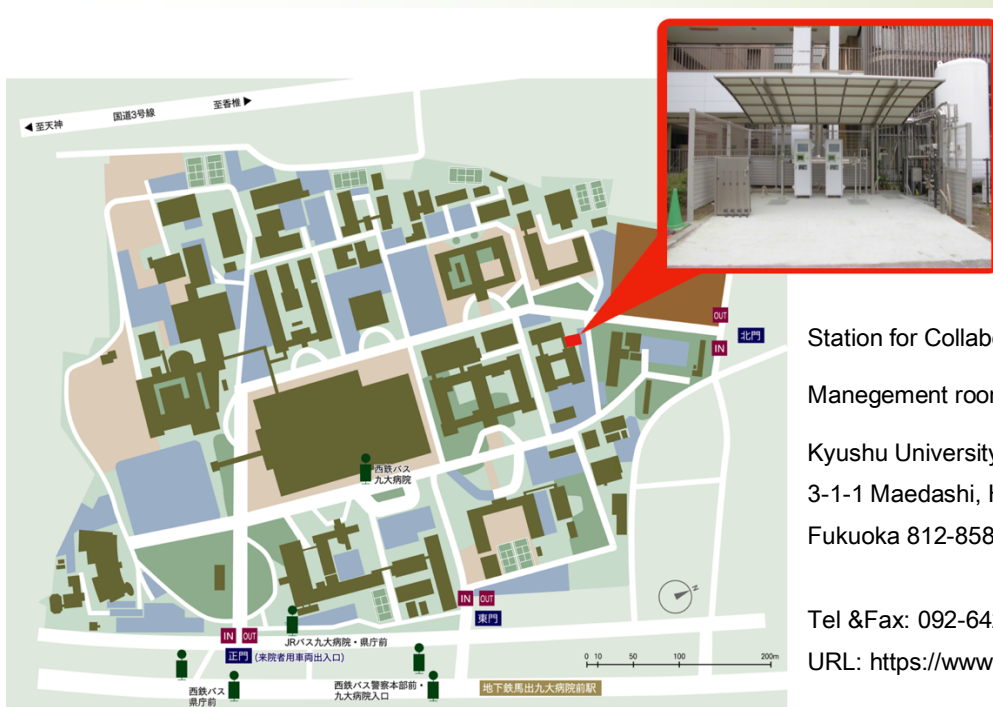 ◀至天神
国道3号線
至香椎▶
OUT
北門
IN
Station for Collab
Manegement roo
Kyushu University
3-1-1 Maedashi,
Fukuoka 812-858
Tel &Fax: 092-64
URL: https://www
西鉄バス
九大病院
N
IN OUT
東門
IN OUT
正門 (来院者用車両出入口)
JRバス九大病院・県庁前
0 10 50 100 200m
西鉄バス
県庁前
西鉄バス警察本部前・
九大病院入口
地下鉄馬出九大病院前駅